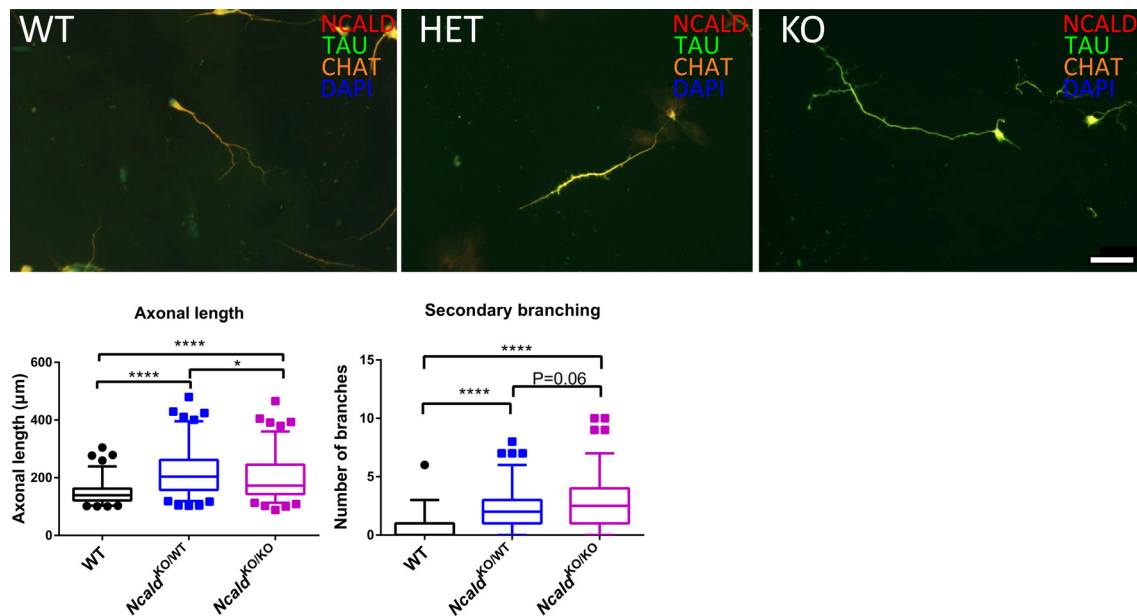 WT
NCALD
TAU
CHAT
DAPI
HET
NCALD
TAU
CHAT
DAPI
KO
NCALD
TAU
CHAT
DAPI
Axonal length
****
****
*
Axonal length (µm)
600
400
200
0
WT
Ncald^KO/WT
Ncald^KO/KO
Secondary branching
****
P=0.06
****
Number of branches
15
10
5
0
WT
Ncald^KO/WT
Ncald^KO/KO